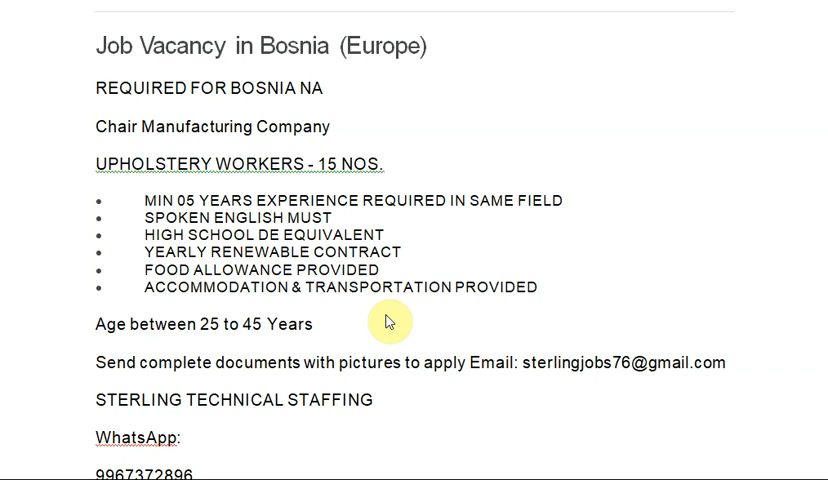 Job Vacancy in Bosnia (Europe)
REQUIRED FOR BOSNIA NA
Chair Manufacturing Company
UPHOLSTERY WORKERS - 15 NOS.
• MIN 05 YEARS EXPERIENCE REQUIRED IN SAME FIELD
• SPOKEN ENGLISH MUST
• HIGH SCHOOL DE EQUIVALENT
• YEARLY RENEWABLE CONTRACT
• FOOD ALLOWANCE PROVIDED
• ACCOMMODATION & TRANSPORTATION PROVIDED
Age between 25 to 45 Years
Send complete documents with pictures to apply Email: sterlingjobs76@gmail.com
STERLING TECHNICAL STAFFING
WhatsApp:
9967372896